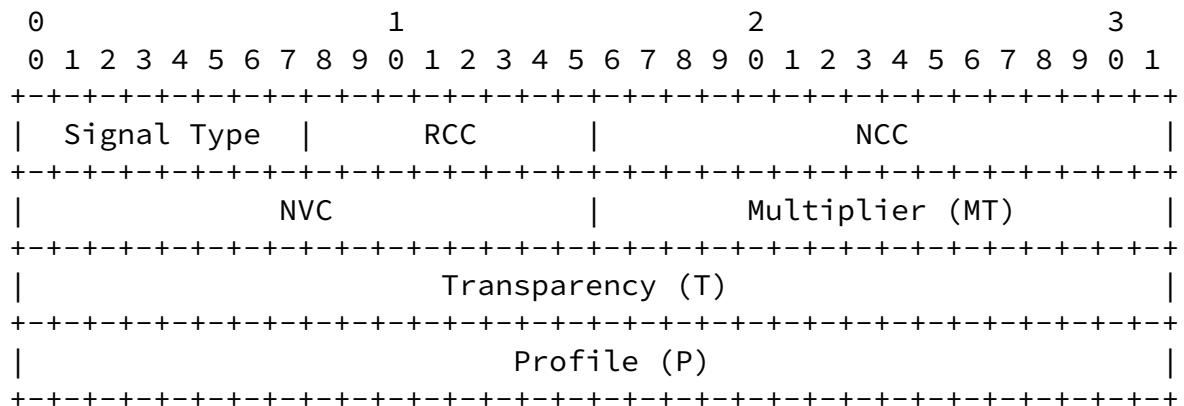 0                   1                   2                   3
 0 1 2 3 4 5 6 7 8 9 0 1 2 3 4 5 6 7 8 9 0 1 2 3 4 5 6 7 8 9 0 1
+-+-+-+-+-+-+-+-+-+-+-+-+-+-+-+-+-+-+-+-+-+-+-+-+-+-+-+-+-+-+-+-+
|  Signal Type  |      RCC      |              NCC              |
+-+-+-+-+-+-+-+-+-+-+-+-+-+-+-+-+-+-+-+-+-+-+-+-+-+-+-+-+-+-+-+-+
|              NVC              |        Multiplier (MT)        |
+-+-+-+-+-+-+-+-+-+-+-+-+-+-+-+-+-+-+-+-+-+-+-+-+-+-+-+-+-+-+-+-+
|                       Transparency (T)                        |
+-+-+-+-+-+-+-+-+-+-+-+-+-+-+-+-+-+-+-+-+-+-+-+-+-+-+-+-+-+-+-+-+
|                           Profile (P)                         |
+-+-+-+-+-+-+-+-+-+-+-+-+-+-+-+-+-+-+-+-+-+-+-+-+-+-+-+-+-+-+-+-+